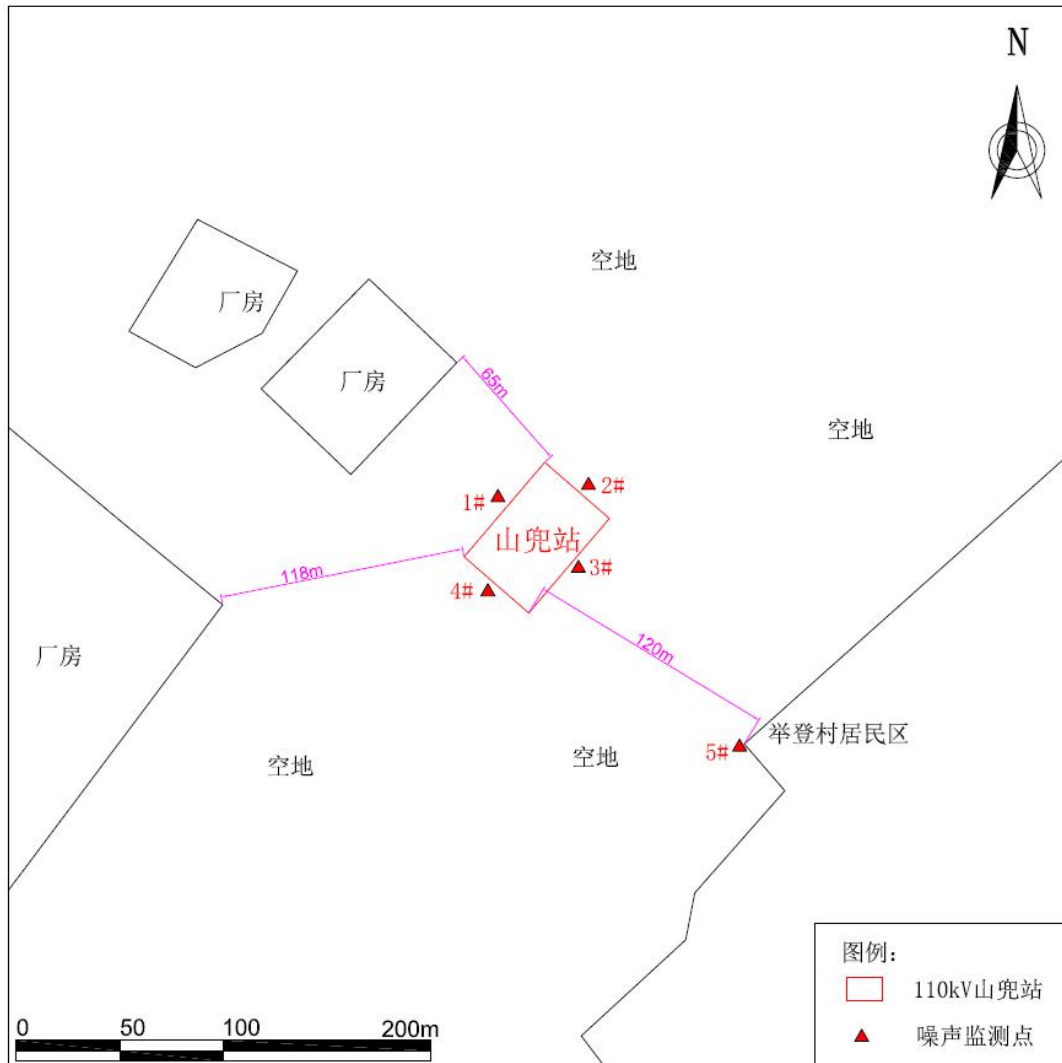 N
空地
厂房
厂房
65m
空地
1#
2#
山兜站
3#
118m
4#
120m
厂房
举登村居民区
5#
空地
空地
图例：
110kV山兜站
噪声监测点
0 50 100 200m